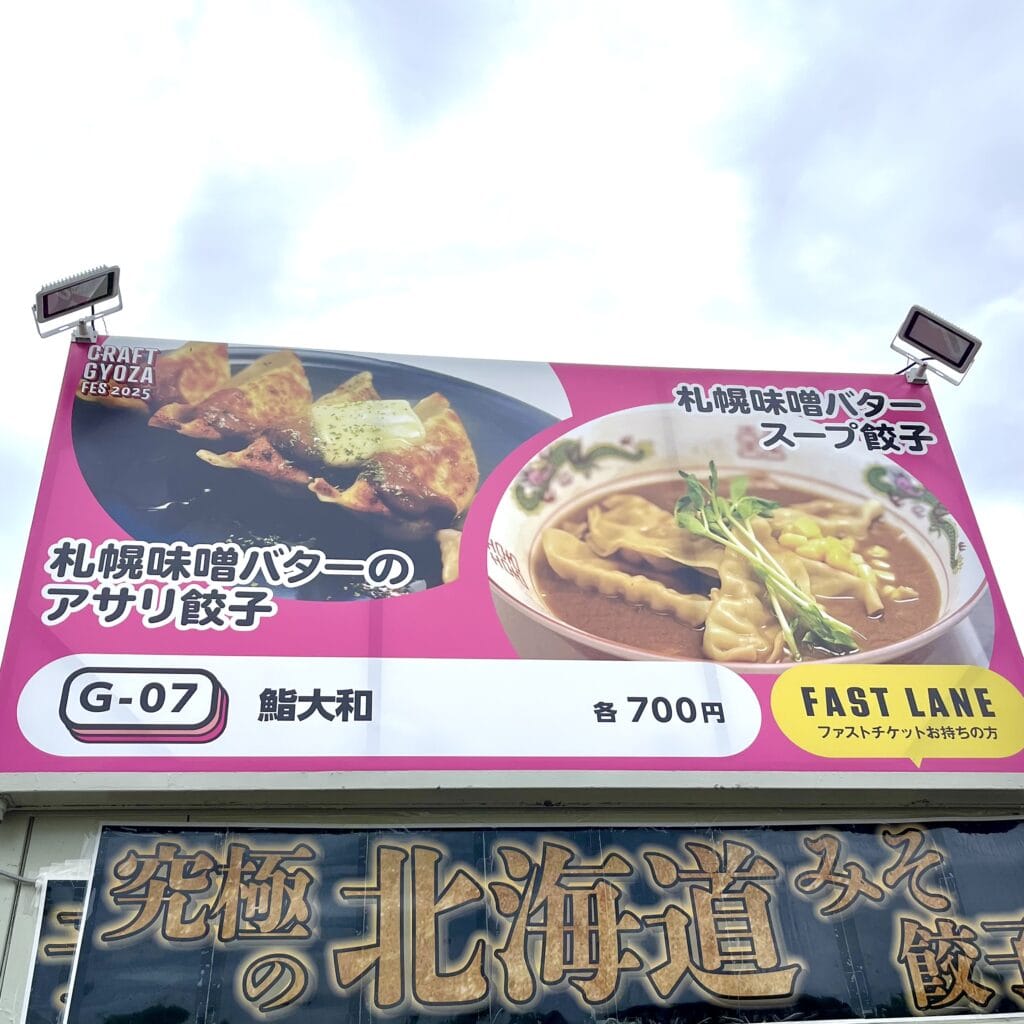 CRAFT
GYOZA
FES 2025
札幌味噌バター
スープ餃子
札幌味噌バターの
アサリ餃子
G-07
鮨大和
各700円
FAST LANE
ファストチケットお持ちの方
究極の北海道みそ餃子